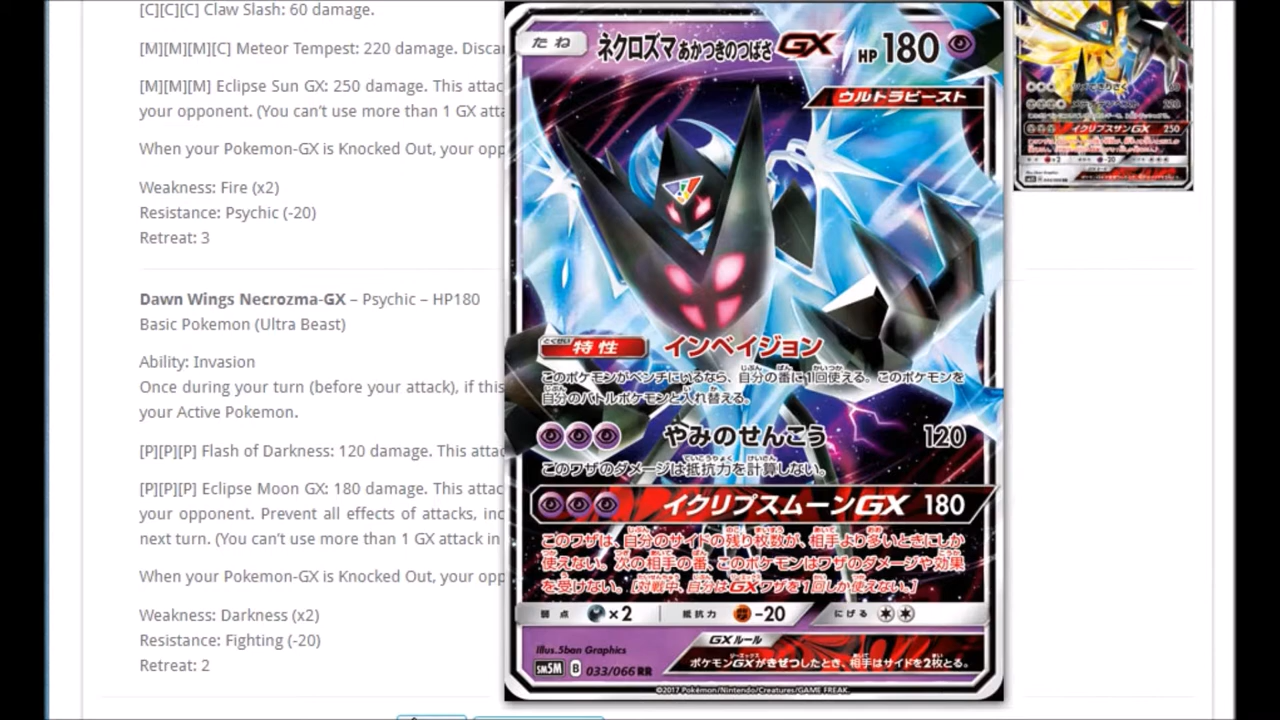 [C][C][C] Claw Slash: 60 damage.
[M][M][M][C] Meteor Tempest: 220 damage. Discar
[M][M][M] Eclipse Sun GX: 250 damage. This attac
your opponent. (You can't use more than 1 GX atta
When your Pokemon-GX is Knocked Out, you opp
Weakness: Fire (x2)
Resistance: Psychic (-20)
Retreat: 3
Dawn Wings Necrozma-GX – Psychic – HP180
Basic Pokemon (Ultra Beast)
Ability: Invasion
Once during your turn (before your attack), if this
your Active Pokemon.
[P][P][P] Flash of Darkness: 120 damage. This attac
[P][P][P] Eclipse Moon GX: 180 damage. This attac
your opponent. Prevent all effects of attacks, inc
next turn. (You can't use more than 1 GX attack in
When your Pokemon-GX is Knocked Out, your opp
Weakness: Darkness (x2)
Resistance: Fighting (-20)
Retreat: 2
たね ネクロズマ あかつきのつばさ GX HP 180
ウルトラビースト
特性 インベイジョン
このポケモンがベンチにいるなら、自分の番に1回使える。このポケモンを
自分のバトルポケモンと入れ替える。
やみのせんこう 120
このワザのダメージは抵抗力を計算しない。
イクリプスムーンGX 180
このワザは、自分のサイドの残り枚数が、相手より多いときにしか
使えない。次の相手の番、このポケモンはワザのダメージや効果
を受けない。[対戦中、自分はGXワザを1回しか使えない。]
弱点 ×2 抵抗力 -20 にげる
GXルール
ポケモンGXがきぜつしたとき、相手はサイドを2枚とる。
Illus.5ban Graphics
SM5M B 033/066 RR
©2017 Pokémon/Nintendo/Creatures/GAME FREAK.
イクリプスサンGX 250